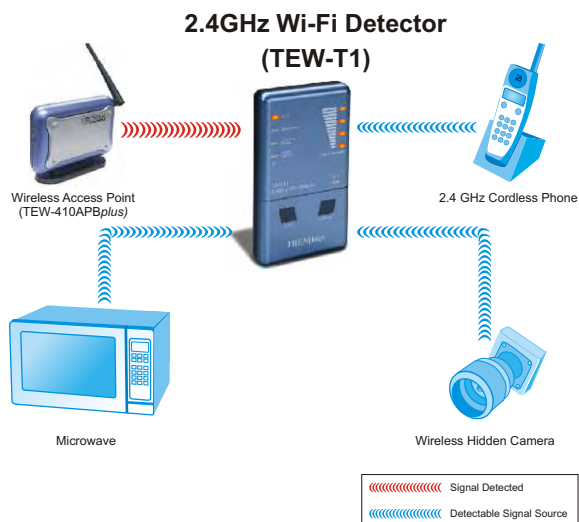 2.4GHz Wi-Fi Detector
(TEW-T1)
Wireless Access Point
(TEW-410APBplus)
2.4 GHz Cordless Phone
TRENDnet
Microwave
Wireless Hidden Camera
Signal Detected
Detectable Signal Source